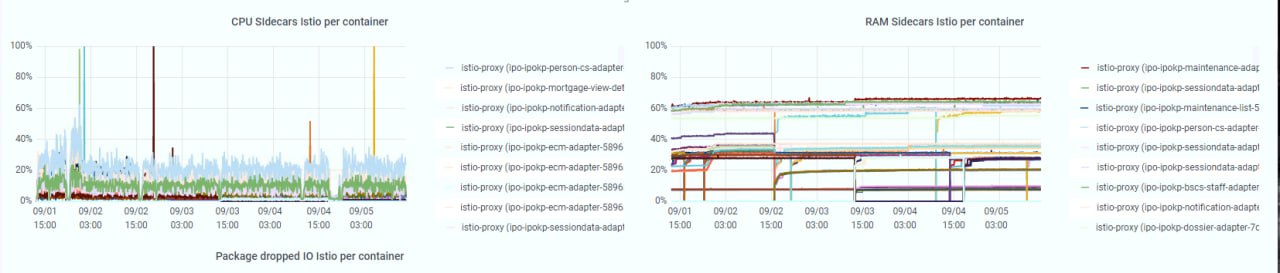 CPU SIdecars Istio per container
100%
80%
60%
40%
20%
0%
09/01 09/02 09/02 09/03 09/03 09/04 09/04 09/05
15:00 03:00 15:00 03:00 15:00 03:00 15:00 03:00
istio-proxy (ipo-ipokp-person-cs-adapter-
istio-proxy (ipo-ipokp-mortgage-view-det
istio-proxy (ipo-ipokp-notification-adapte
istio-proxy (ipo-ipokp-sessiondata-adapt
istio-proxy (ipo-ipokp-ecm-adapter-5896
istio-proxy (ipo-ipokp-ecm-adapter-5896
istio-proxy (ipo-ipokp-ecm-adapter-5896
istio-proxy (ipo-ipokp-ecm-adapter-5896
istio-proxy (ipo-ipokp-sessiondata-adapt
Package dropped IO Istio per container
RAM Sidecars Istio per container
100%
80%
60%
40%
20%
0%
09/01 09/02 09/02 09/03 09/03 09/04 09/04 09/05
15:00 03:00 15:00 03:00 15:00 03:00 15:00 03:00
istio-proxy (ipo-ipokp-maintenance-adap
istio-proxy (ipo-ipokp-sessiondata-adapt
istio-proxy (ipo-ipokp-maintenance-list-5
istio-proxy (ipo-ipokp-person-cs-adapter-
istio-proxy (ipo-ipokp-sessiondata-adapt
istio-proxy (ipo-ipokp-sessiondata-adapt
istio-proxy (ipo-ipokp-bscs-staff-adapter
istio-proxy (ipo-ipokp-notification-adapte
istio-proxy (ipo-ipokp-dossier-adapter-7c